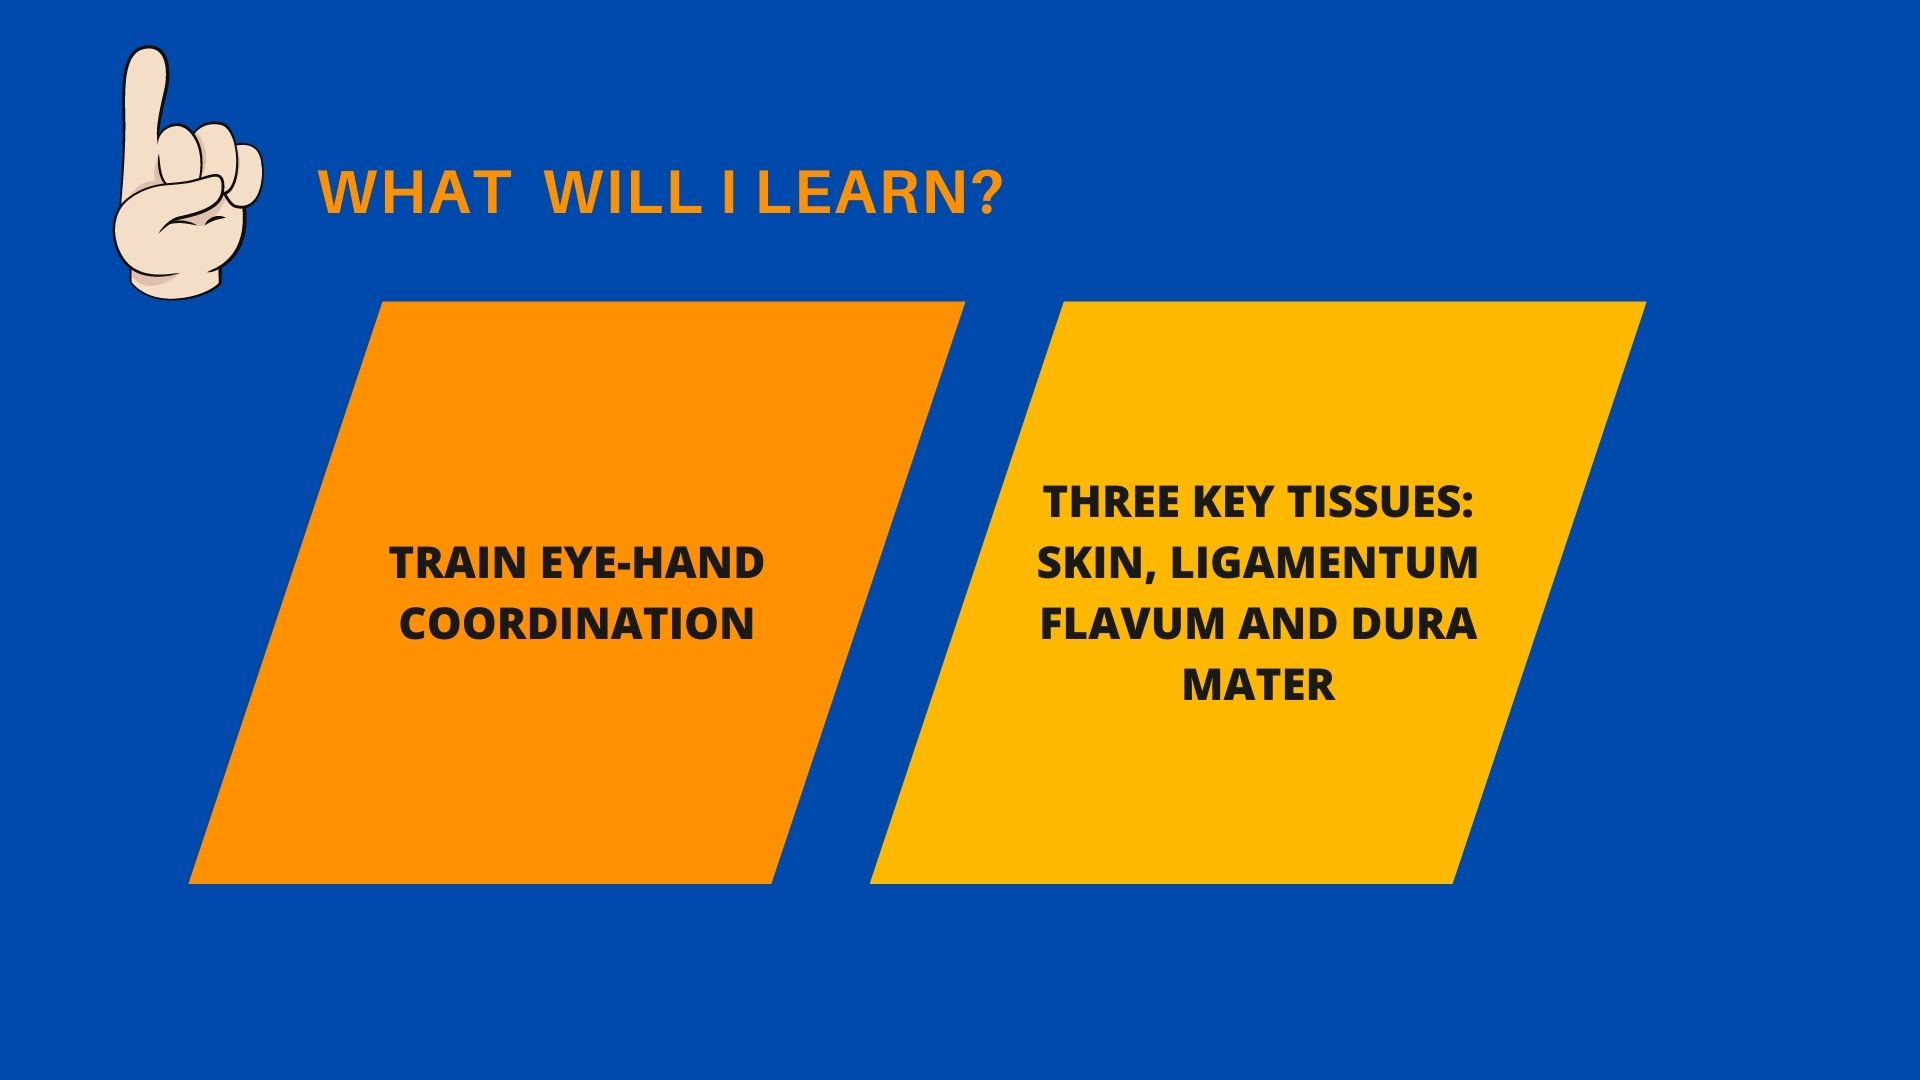 WHAT WILL I LEARN?
TRAIN EYE-HAND
COORDINATION
THREE KEY TISSUES:
SKIN, LIGAMENTUM
FLAVUM AND DURA
MATER